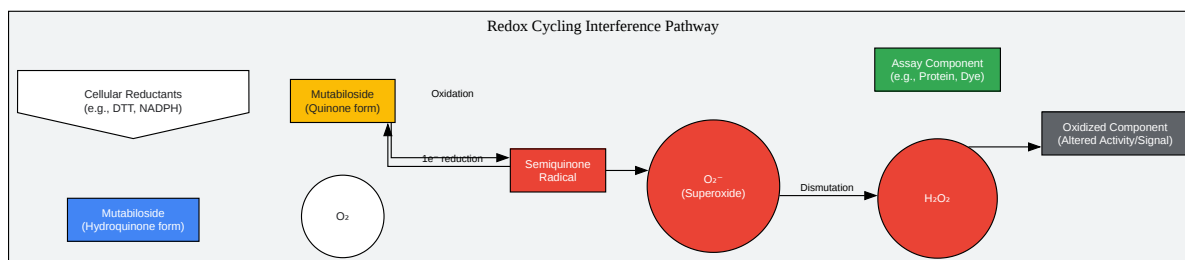 Redox Cycling Interference Pathway
Cellular Reductants
(e.g., DTT, NADPH)
Mutabiloside
(Quinone form)
Oxidation
Assay Component
(e.g., Protein, Dye)
Oxidized Component
(Altered Activity/Signal)
1e⁻ reduction
Semiquinone
Radical
O₂⁻
(Superoxide)
Dismutation
H₂O₂
Mutabiloside
(Hydroquinone form)
O₂